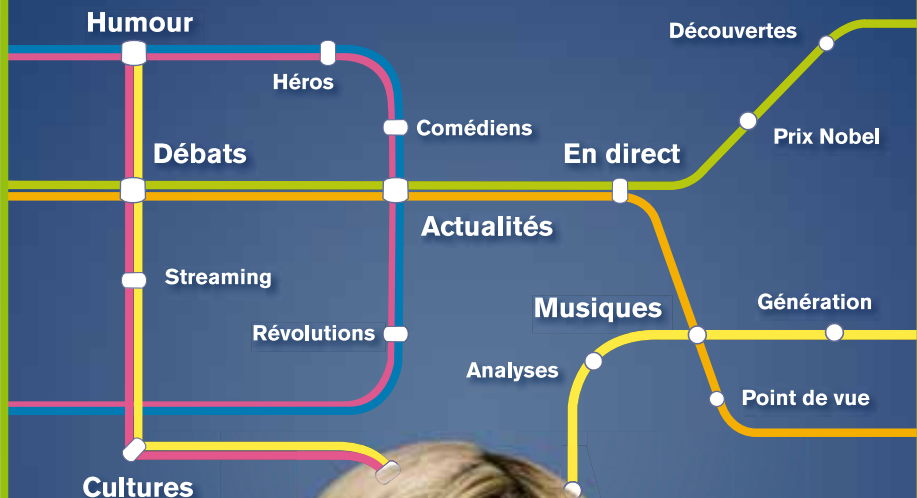 Humour
Découvertes
Héros
Comédiens
Prix Nobel
Débats
En direct
Actualités
Streaming
Musiques
Génération
Révolutions
Analyses
Point de vue
Cultures